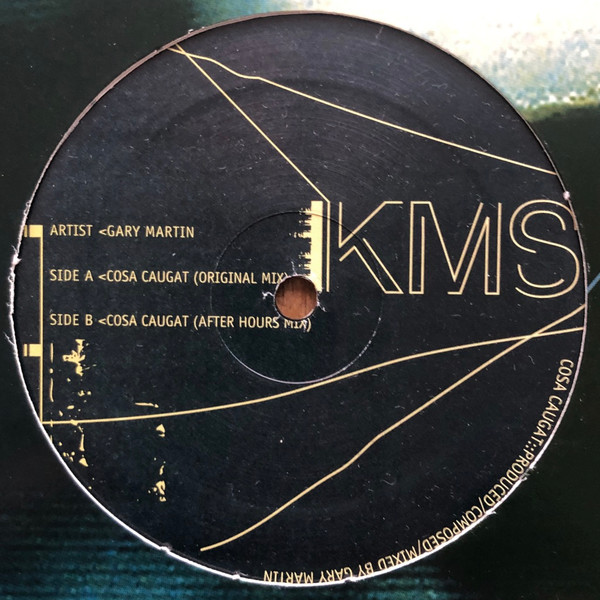 KMS
ARTIST <GARY MARTIN
SIDE A <COSA CAUGAT (ORIGINAL MIX)
SIDE B <COSA CAUGAT (AFTER HOURS MIX)
COSA CAUGAT::PRODUCED/COMPOSED/MIXED BY GARY MARTIN